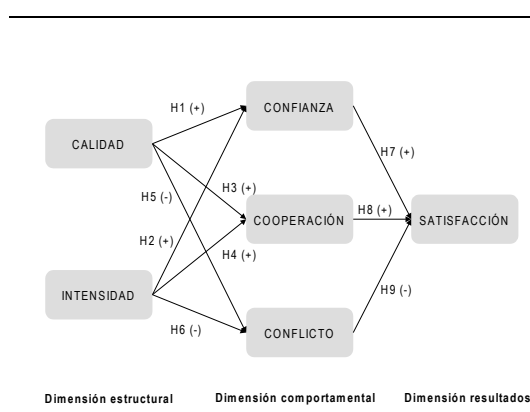 H1 (+)
CONFIANZA
CALIDAD
H7 (+)
H3 (+)
H5 (-)
COOPERACIÓN
H8 (+)
SATISFACCIÓN
H2 (+)
H4 (+)
INTENSIDAD
H9 (-)
H6 (-)
CONFLICTO
Dimensión estructural
Dimensión comportamental
Dimensión resultados